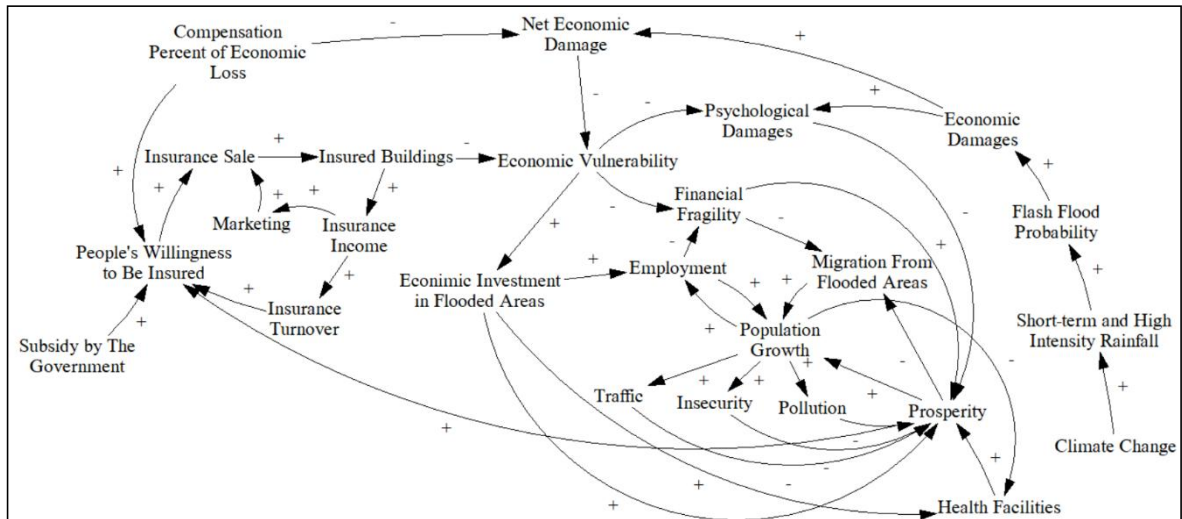 Compensation
Percent of Economic
Loss
-
Net Economic
Damage
+
-
-
+
Psychological
Damages
Economic
Damages
+
+
Insurance Sale
+
Insured Buildings
-
Economic Vulnerability
+
+
+
+
-
Financial
Fragility
+
Marketing
Insurance
Income
+
-
-
-
Flash Flood
Probability
People's Willingness
to Be Insured
+
Econimic Investment
in Flooded Areas
+
Employment
+
Migration From
Flooded Areas
+
+
+
+
Insurance
Turnover
+
Subsidy by The
Government
+
Population
Growth
Short-term and High
Intensity Rainfall
+
+
+
+
-
-
Traffic
Insecurity
Pollution
+
Prosperity
+
Climate Change
+
-
-
-
+
+
+
Health Facilities